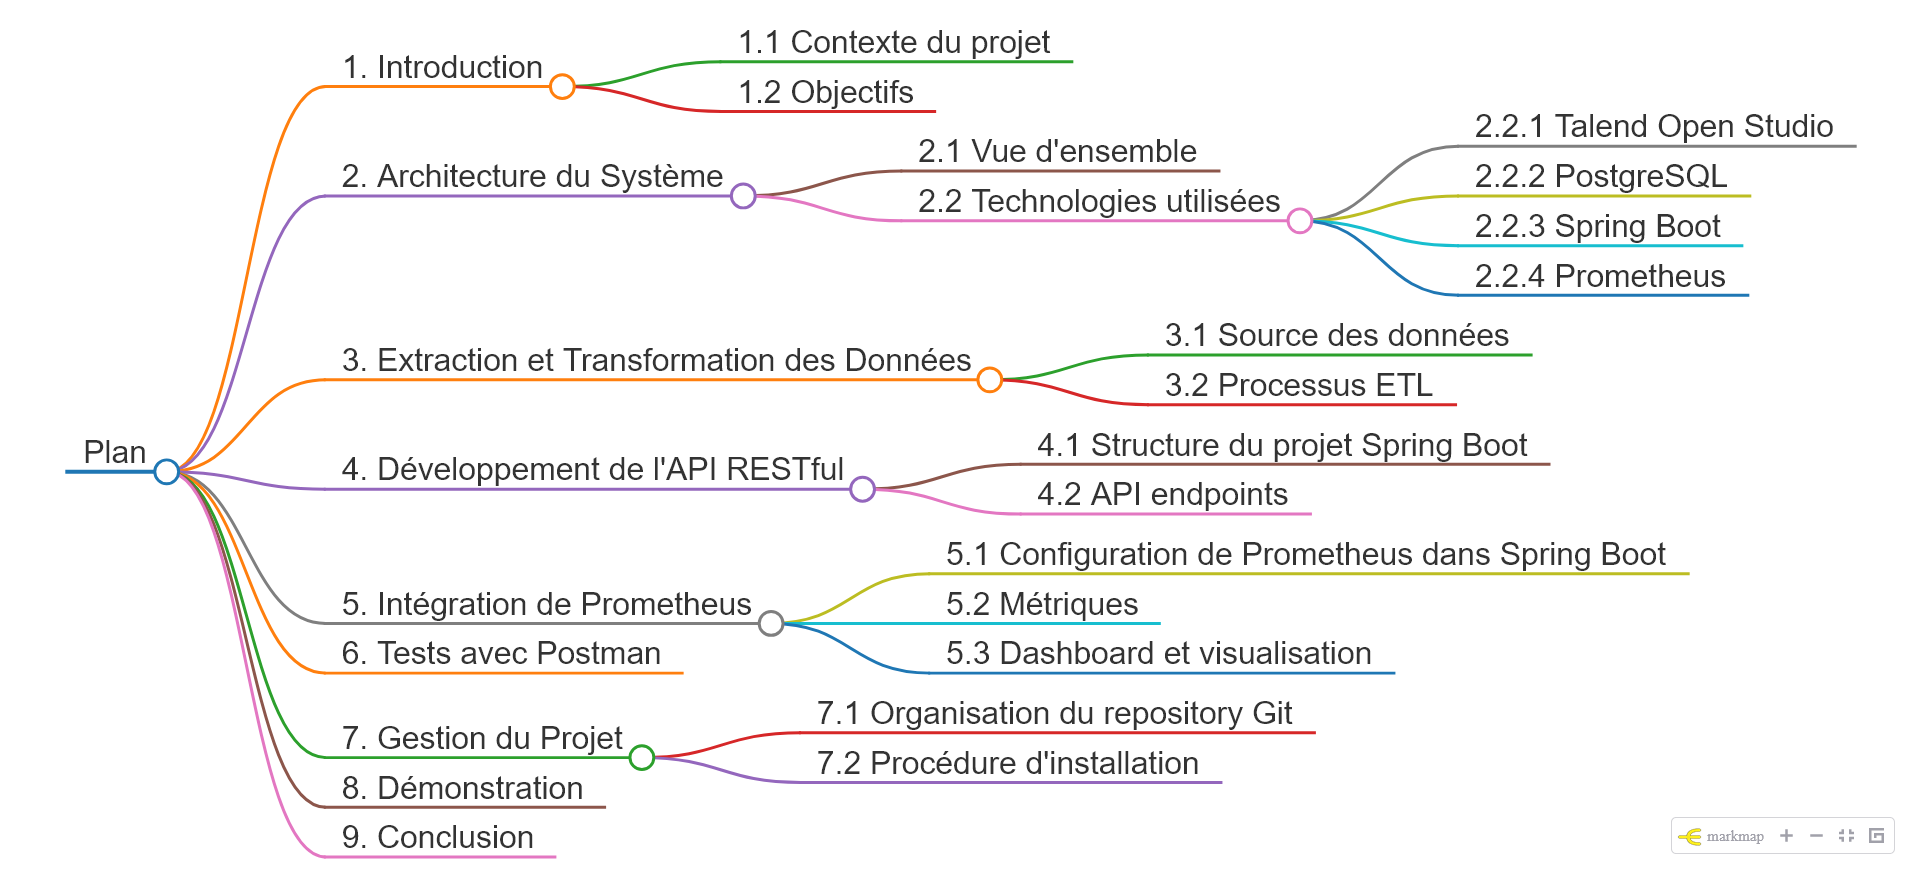 Plan
1. Introduction
1.1 Contexte du projet
1.2 Objectifs
2. Architecture du Système
2.1 Vue d'ensemble
2.2 Technologies utilisées
2.2.1 Talend Open Studio
2.2.2 PostgreSQL
2.2.3 Spring Boot
2.2.4 Prometheus
3. Extraction et Transformation des Données
3.1 Source des données
3.2 Processus ETL
4. Développement de l'API RESTful
4.1 Structure du projet Spring Boot
4.2 API endpoints
5. Intégration de Prometheus
5.1 Configuration de Prometheus dans Spring Boot
5.2 Métriques
5.3 Dashboard et visualisation
6. Tests avec Postman
7. Gestion du Projet
7.1 Organisation du repository Git
7.2 Procédure d'installation
8. Démonstration
9. Conclusion
markmap